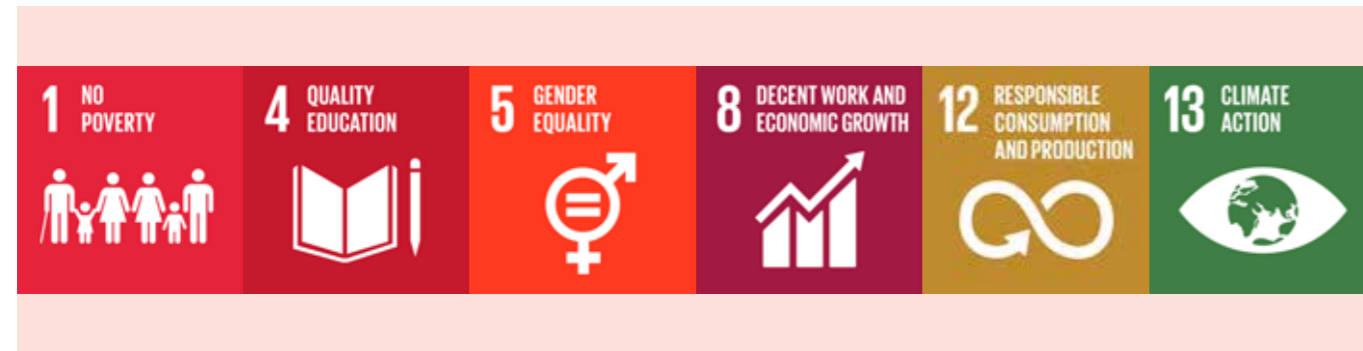 1 NO
POVERTY
4 QUALITY
EDUCATION
5 GENDER
EQUALITY
8 DECENT WORK AND
ECONOMIC GROWTH
12 RESPONSIBLE
CONSUMPTION
AND PRODUCTION
13 CLIMATE
ACTION